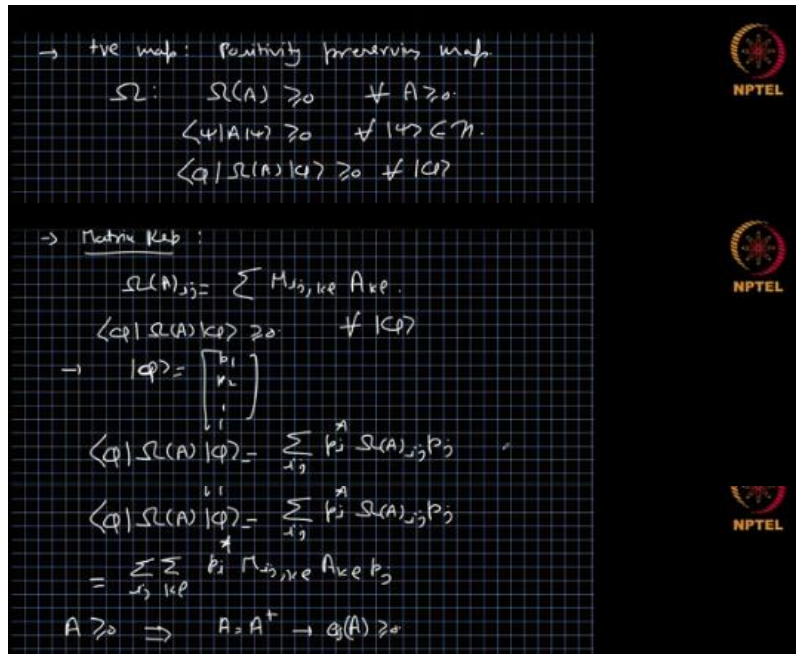 → +ve map: Positivity preserving map.
NPTEL
Ω: Ω(A) ≥0 ∀ A≥0.
⟨ψ|A|ψ⟩ ≥0 ∀ |ψ⟩ ∈ H.
⟨φ|Ω(A)|φ⟩ ≥0 ∀ |φ⟩
→ Matrix Rep:
NPTEL
Ω(A)ij = Σ Mij,kl Akl.
⟨φ|Ω(A)|φ⟩ ≥0. ∀ |φ⟩
→ |φ⟩ = [p1 p2 ⋮]
⟨φ|Ω(A)|φ⟩ = Σij pi* Ω(A)ij pj
⟨φ|Ω(A)|φ⟩ = Σij pi* Ω(A)ij pj
NPTEL
= Σij Σkl pi* Mij,kl Akl pj
A ≥0 ⇒ A = A† → eg(A) ≥0.